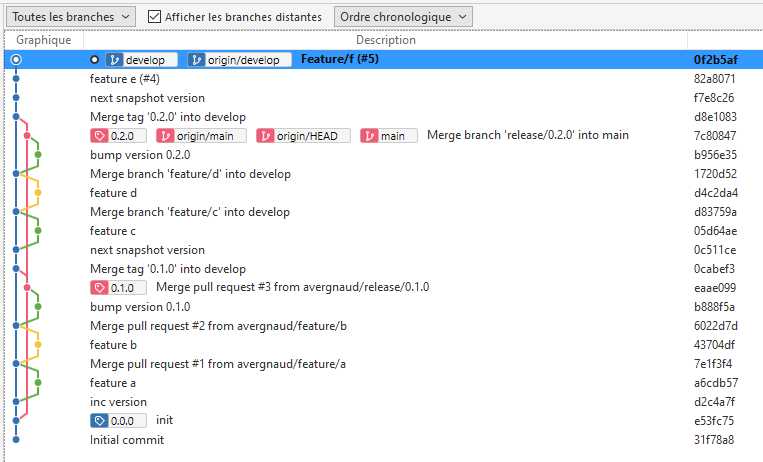 Toutes les branches Afficher les branches distantes Ordre chronologique
Graphique Description
develop origin/develop Feature/f (#5) 0f2b5af
feature e (#4) 82a8071
next snapshot version f7e8c26
Merge tag '0.2.0' into develop d8e1083
0.2.0 origin/main origin/HEAD main Merge branch 'release/0.2.0' into main 7c80847
bump version 0.2.0 b956e35
Merge branch 'feature/d' into develop 1720d52
feature d d4c2da4
Merge branch 'feature/c' into develop d83759a
feature c 05d64ae
next snapshot version 0c511ce
Merge tag '0.1.0' into develop 0cabef3
0.1.0 Merge pull request #3 from avergnaud/release/0.1.0 eaae099
bump version 0.1.0 b888f5a
Merge pull request #2 from avergnaud/feature/b 6022d7d
feature b 43704df
Merge pull request #1 from avergnaud/feature/a 7e1f3f4
feature a a6cdb57
inc version d2c4a7f
0.0.0 init e53fc75
Initial commit 31f78a8